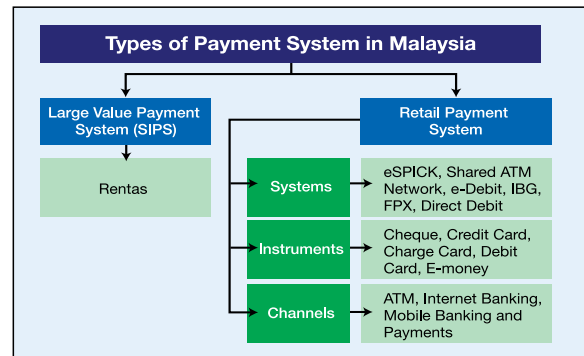 Types of Payment System in Malaysia
Large Value Payment
System (SIPS)
Rentas
Retail Payment
System
Systems
eSPICK, Shared ATM
Network, e-Debit, IBG,
FPX, Direct Debit
Instruments
Cheque, Credit Card,
Charge Card, Debit
Card, E-money
Channels
ATM, Internet Banking,
Mobile Banking and
Payments